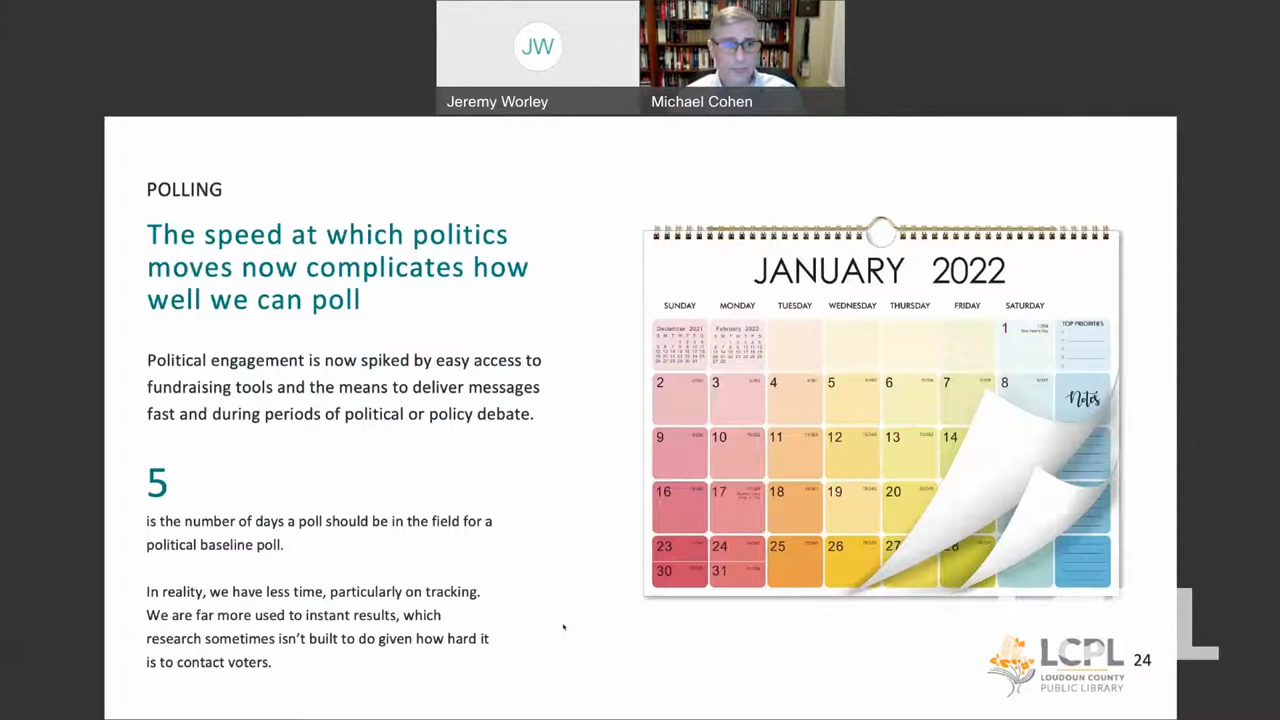 JW
Jeremy Worley
Michael Cohen
POLLING
The speed at which politics
moves now complicates how
well we can poll
Political engagement is now spiked by easy access to
fundraising tools and the means to deliver messages
fast and during periods of political or policy debate.
5
is the number of days a poll should be in the field for a
political baseline poll.
In reality, we have less time, particularly on tracking.
We are far more used to instant results, which
research sometimes isn't built to do given how hard it
is to contact voters.
JANUARY 2022
SUNDAY MONDAY TUESDAY WEDNESDAY THURSDAY FRIDAY SATURDAY
December 2021 February 2022 1 TOP PRIORITIES
2 3 4 5 6 7 8 Notes
9 10 11 12 13 14
16 17 18 19 20
23 24 25 26 27 28
30 31
LCPL
LOUDOUN COUNTY
PUBLIC LIBRARY
24
L